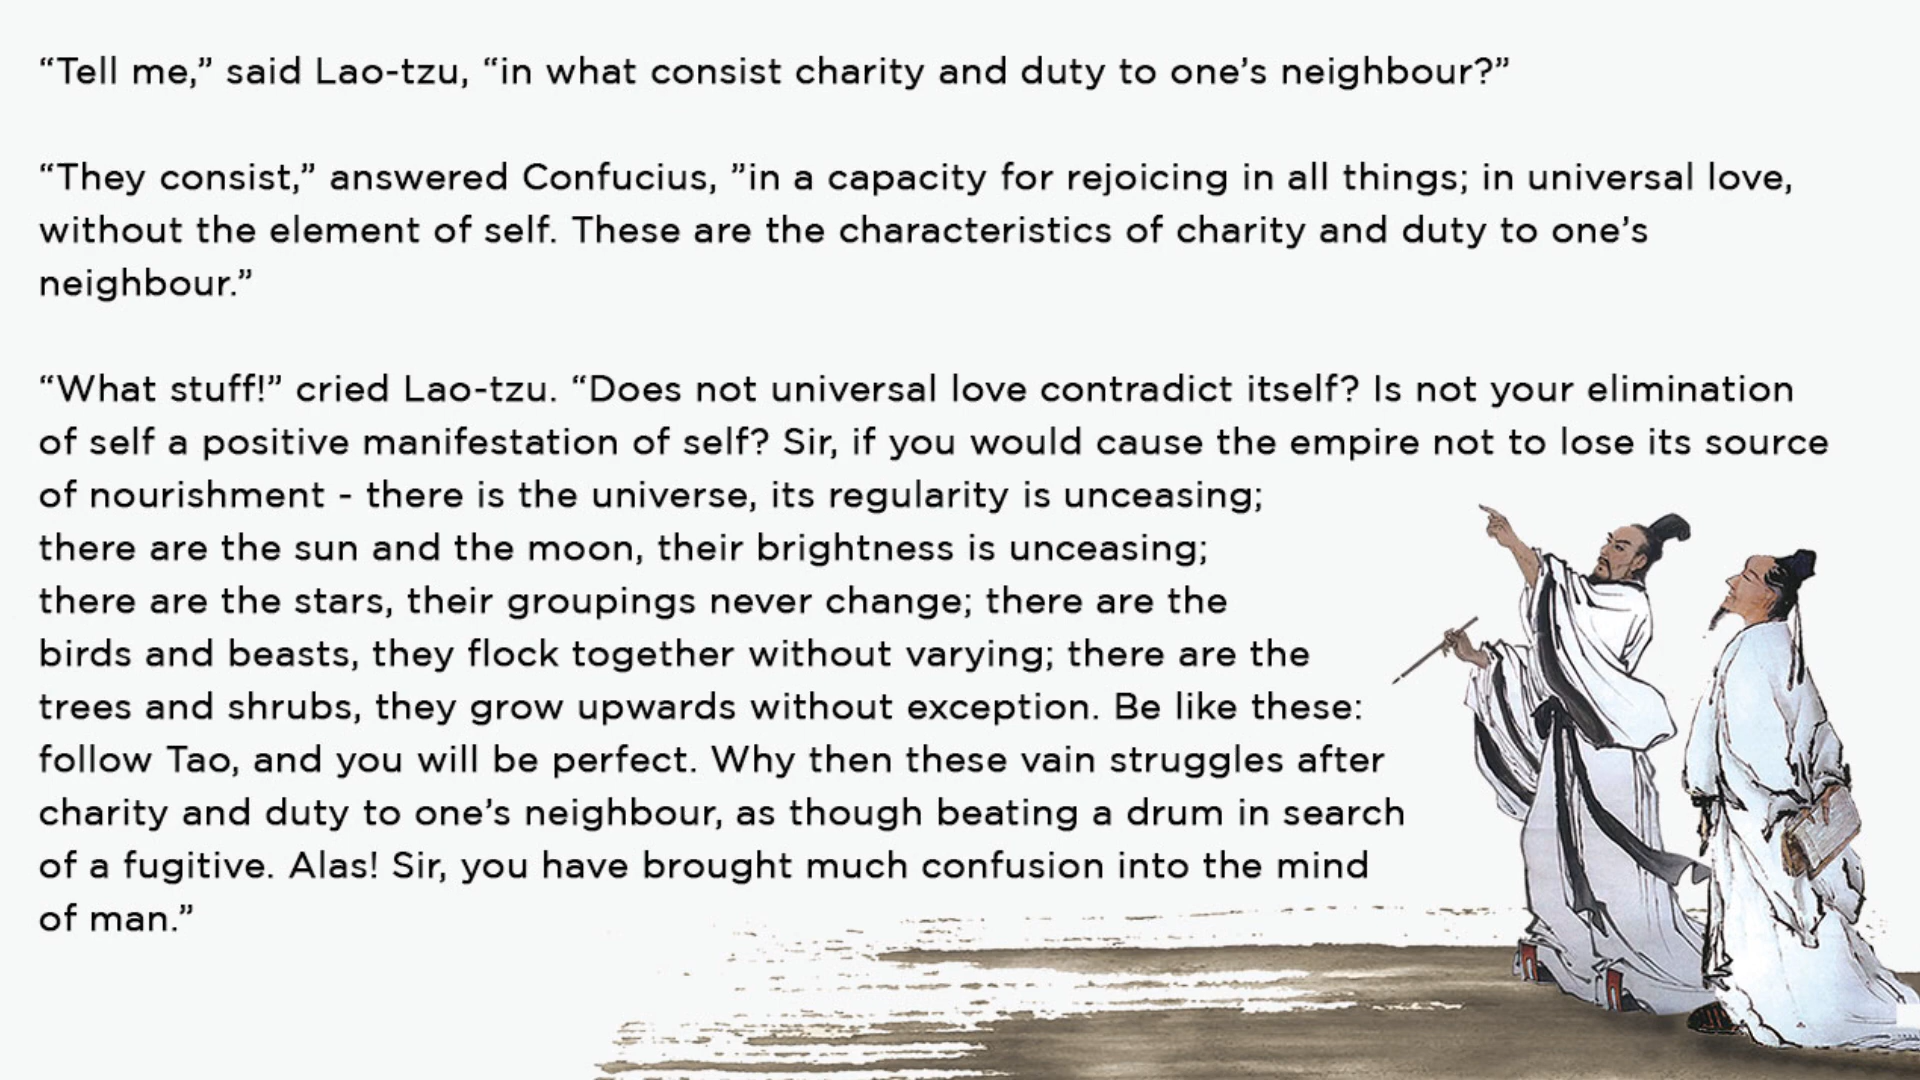 “Tell me,” said Lao-tzu, “in what consist charity and duty to one’s neighbour?”
“They consist,” answered Confucius, ”in a capacity for rejoicing in all things; in universal love,
without the element of self. These are the characteristics of charity and duty to one’s
neighbour.”
“What stuff!” cried Lao-tzu. “Does not universal love contradict itself? Is not your elimination
of self a positive manifestation of self? Sir, if you would cause the empire not to lose its source
of nourishment - there is the universe, its regularity is unceasing;
there are the sun and the moon, their brightness is unceasing;
there are the stars, their groupings never change; there are the
birds and beasts, they flock together without varying; there are the
trees and shrubs, they grow upwards without exception. Be like these:
follow Tao, and you will be perfect. Why then these vain struggles after
charity and duty to one’s neighbour, as though beating a drum in search
of a fugitive. Alas! Sir, you have brought much confusion into the mind
of man.”